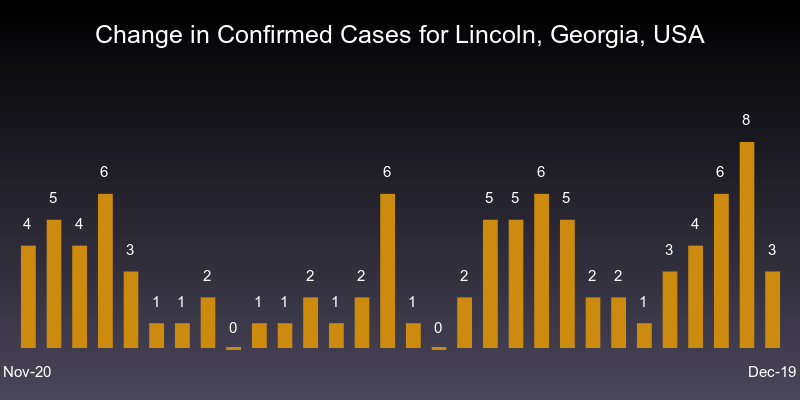 Change in Confirmed Cases for Lincoln, Georgia, USA
4 5 4 6 3 1 1 2 0 1 1 2 1 2 6 1 0 2 5 5 6 5 2 2 1 3 4 6 8 3
Nov-20 Dec-19